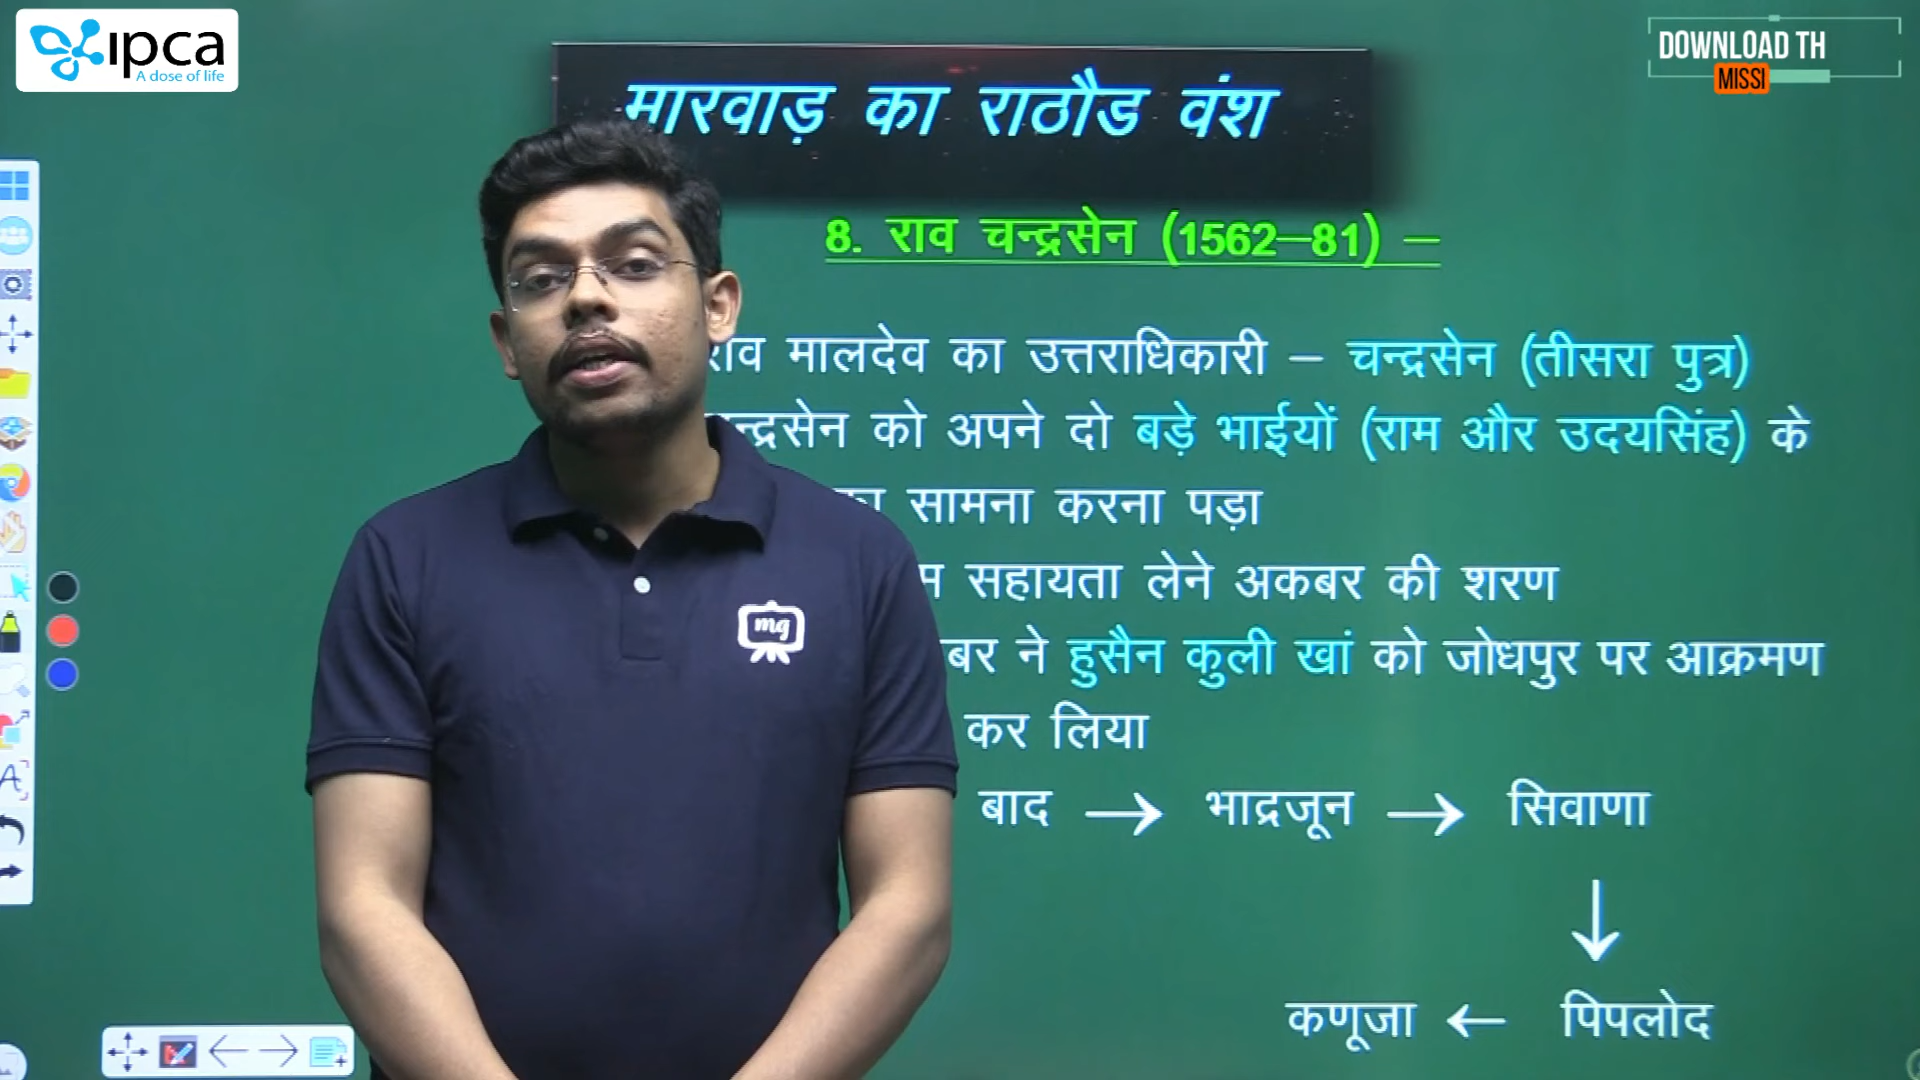 ipca
A dose of life
DOWNLOAD TH
MISSI
मारवाड़ का राठौड वंश
8. राव चन्द्रसेन (1562–81) –
राव मालदेव का उत्तराधिकारी – चन्द्रसेन (तीसरा पुत्र)
न्द्रसेन को अपने दो बड़े भाईयों (राम और उदयसिंह) के
का सामना करना पड़ा
म सहायता लेने अकबर की शरण
बर ने हुसैन कुली खां को जोधपुर पर आक्रमण
कर लिया
बाद → भाद्रजून → सिवाणा
↓
कणूजा ← पिपलोद
mg